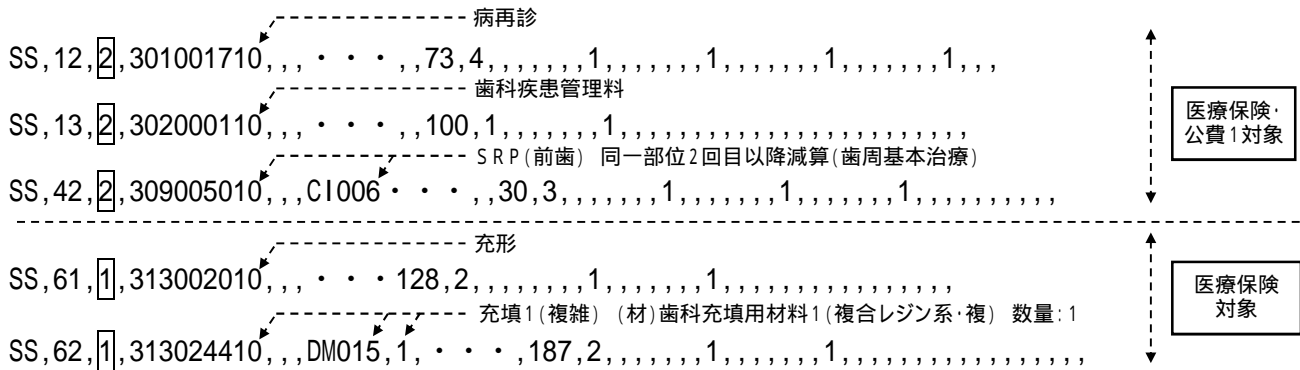 病再診
SS,12,2,301001710,,,・・・,,73,4,,,,,,,1,,,,,,,1,,,,,,,1,,,,,,,1,,,
歯科疾患管理料
SS,13,2,302000110,,,・・・,,100,1,,,,,,,1,,,,,,,,,,,,,,,,,,,,,,,,
SRP(前歯) 同一部位2回目以降減算(歯周基本治療)
SS,42,2,309005010,,,CI006・・・,,30,3,,,,,,,1,,,,,,,1,,,,,,,1,,,,,,,,,,
医療保険・
公費1対象
充形
SS,61,1,313002010,,,・・・128,2,,,,,,,,1,,,,,,,1,,,,,,,,,,,,,,,,
充填1(複雑) (材)歯科充填用材料1(複合レジン系・複) 数量:1
SS,62,1,313024410,,,DM015,1,・・・,187,2,,,,,,,1,,,,,,,1,,,,,,,,,,,,,,,,,
医療保険
対象